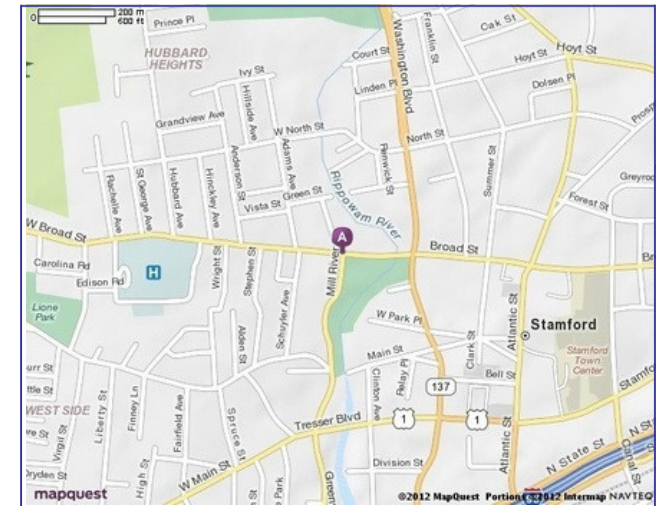 200 m
600 ft
Prince Pl
HUBBARD
HEIGHTS
Ivy St
Hillside Ave
Grandview Ave
W North St
Anderson St
Adams Ave
Green St
Vista St
Rachelle Ave
St George Ave
Hubbard Ave
Hinckley Ave
Court St
Linden Pl
Washington Blvd
Franklin St
Oak St
Hoyt St
Hoyt St
Dolsen Pl
North St
Renwick St
Summer St
Forest St
Rippowam River
A
W Broad St
Broad St
Carolina Rd
Edison Rd
H
Wright St
Stephen St
Schuyler Ave
Mill River
Lione
Park
Alden St
W Park Pl
Main St
Clark St
Atlantic St
Stamford
Stamford
Town
Center
Bell St
Relay Pl
Clinton Ave
137
1
1
Tresser Blvd
WEST SIDE
Virgil St
Liberty St
Finney Ln
Fairfield Ave
Spruce St
High St
W Main St
Division St
Atlantic St
N State St
Canal St
mapquest
©2012 MapQuest Portions ©2012 Intermap NAVTEQ